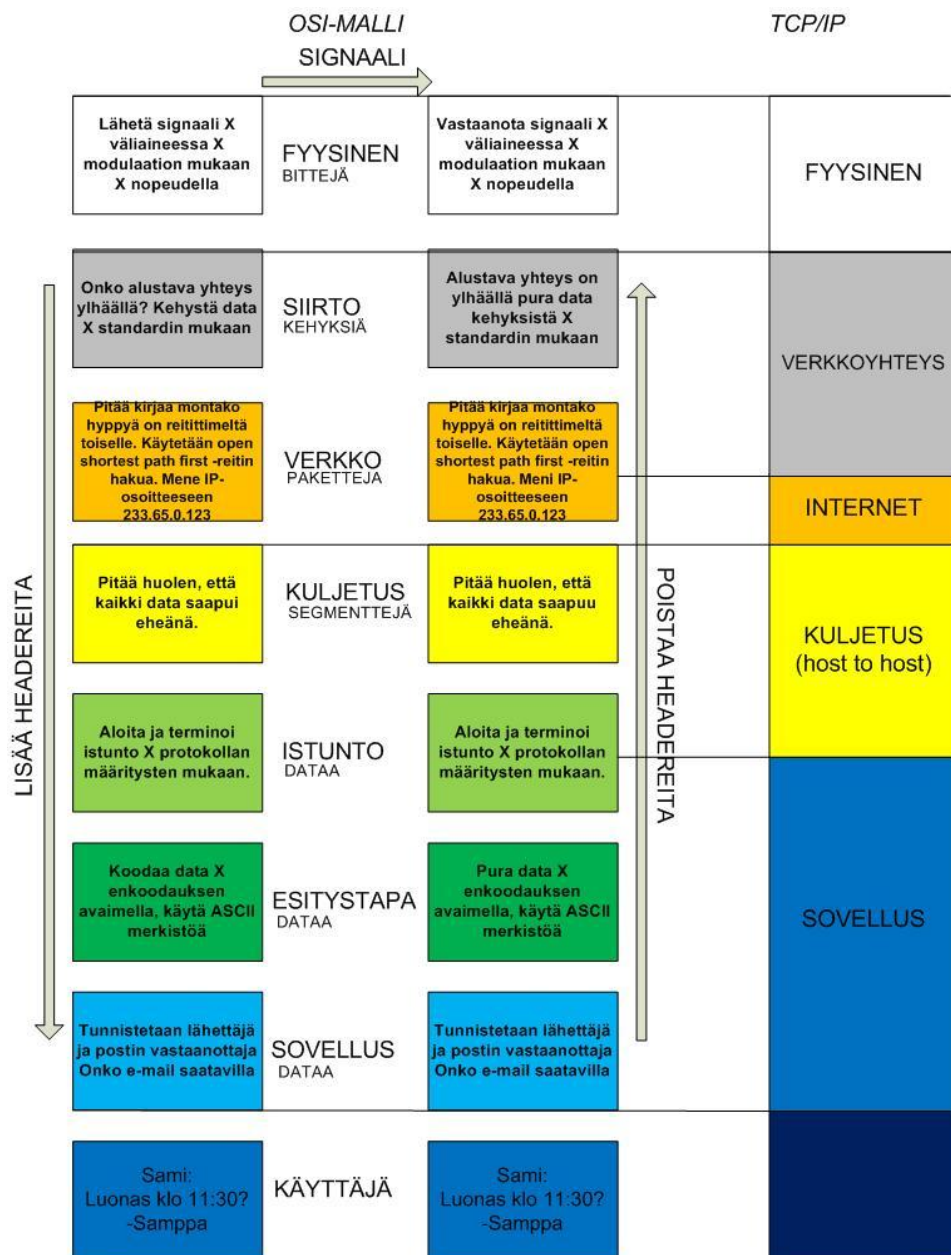 OSI-MALLI
TCP/IP
SIGNAALI
Lähetä signaali X
väliaineessa X
modulaation mukaan
X nopeudella
FYYSINEN
BITTEJÄ
Vastaanota signaali X
väliaineessa X
modulaation mukaan
X nopeudella
FYYSINEN
Onko alustava yhteys
ylhäällä? Kehystä data
X standardin mukaan
SIIRTO
KEHYKSIÄ
Alustava yhteys on
ylhäällä pura data
kehyksistä X
standardin mukaan
VERKKOYHTEYS
Pitää kirjaa montako
hyppyä on reitittimeltä
toiselle. Käytetään open
shortest path first -reitin
hakua. Mene IP-
osoitteeseen
233.65.0.123
VERKKO
PAKETTEJA
Pitää kirjaa montako
hyppyä on reitittimeltä
toiselle. Käytetään open
shortest path first -reitin
hakua. Meni IP-
osoitteeseen
233.65.0.123
INTERNET
LISÄÄ HEADEREITA
Pitää huolen, että
kaikki data saapui
eheänä.
KULJETUS
SEGMENTTEJÄ
Pitää huolen, että
kaikki data saapuu
eheänä.
POISTAA HEADEREITA
KULJETUS
(host to host)
Aloita ja terminoi
istunto X protokollan
määritysten mukaan.
ISTUNTO
DATAA
Aloita ja terminoi
istunto X protokollan
määritysten mukaan.
Koodaa data X
enkoodauksen
avaimella, käytä ASCII
merkistöä
ESITYSTAPA
DATAA
Pura data X
enkoodauksen
avaimella, käytä ASCII
merkistöä
SOVELLUS
Tunnistetaan lähettäjä
ja postin vastaanottaja
Onko e-mail saatavilla
SOVELLUS
DATAA
Tunnistetaan lähettäjä
ja postin vastaanottaja
Onko e-mail saatavilla
Sami:
Luonas klo 11:30?
-Samppa
KÄYTTÄJÄ
Sami:
Luonas klo 11:30?
-Samppa